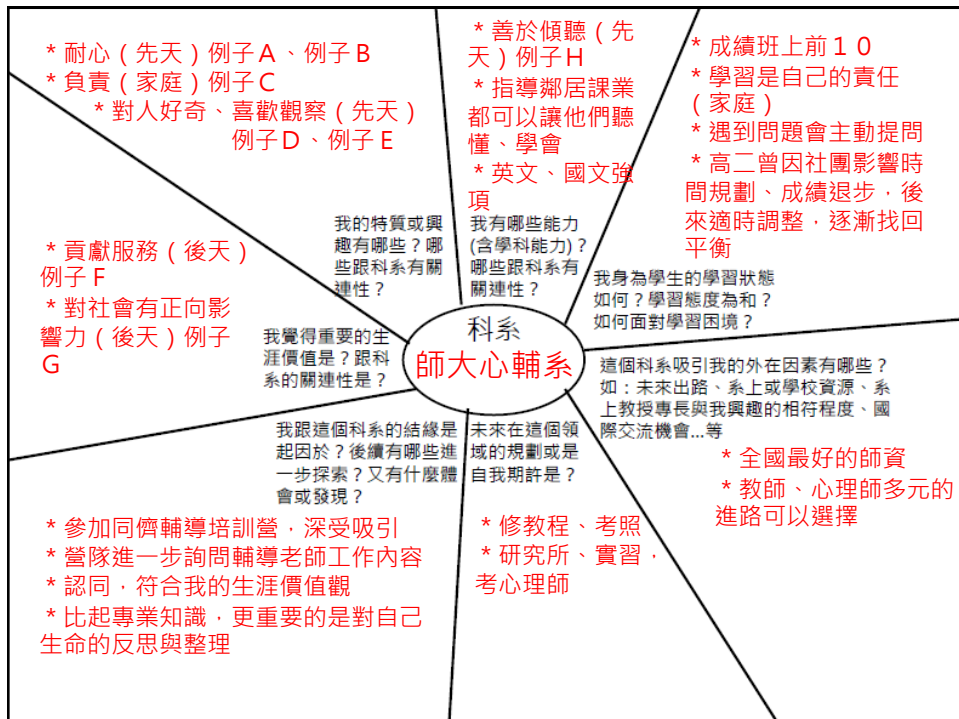 * 耐心（先天）例子Ａ、例子Ｂ
* 負責（家庭）例子Ｃ
* 對人好奇、喜歡觀察（先天）
例子Ｄ、例子Ｅ
我的特質或興
趣有哪些？哪
些跟科系有關
連性？
* 善於傾聽（先
天）例子Ｈ
* 指導鄰居課業
都可以讓他們聽
懂、學會
* 英文、國文強
項
我有哪些能力
(含學科能力)？
哪些跟科系有
關連性？
* 成績班上前１０
* 學習是自己的責任
（家庭）
* 遇到問題會主動提問
* 高二曾因社團影響時
間規劃、成績退步，後
來適時調整，逐漸找回
平衡
我身為學生的學習狀態
如何？學習態度為和？
如何面對學習困境？
* 貢獻服務（後天）
例子Ｆ
* 對社會有正向影
響力（後天）例子
Ｇ
我覺得重要的生
涯價值是？跟科
系的關連性是？
科系
師大心輔系
這個科系吸引我的外在因素有哪些？
如：未來出路、系上或學校資源、系
上教授專長與我興趣的相符程度、國
際交流機會...等
* 全國最好的師資
* 教師、心理師多元的
進路可以選擇
我跟這個科系的結緣是
起因於？後續有哪些進
一步探索？又有什麼體
會或發現？
* 參加同儕輔導培訓營，深受吸引
* 營隊進一步詢問輔導老師工作內容
* 認同，符合我的生涯價值觀
* 比起專業知識，更重要的是對自己
生命的反思與整理
未來在這個領
域的規劃或是
自我期許是？
* 修教程、考照
* 研究所、實習，
考心理師